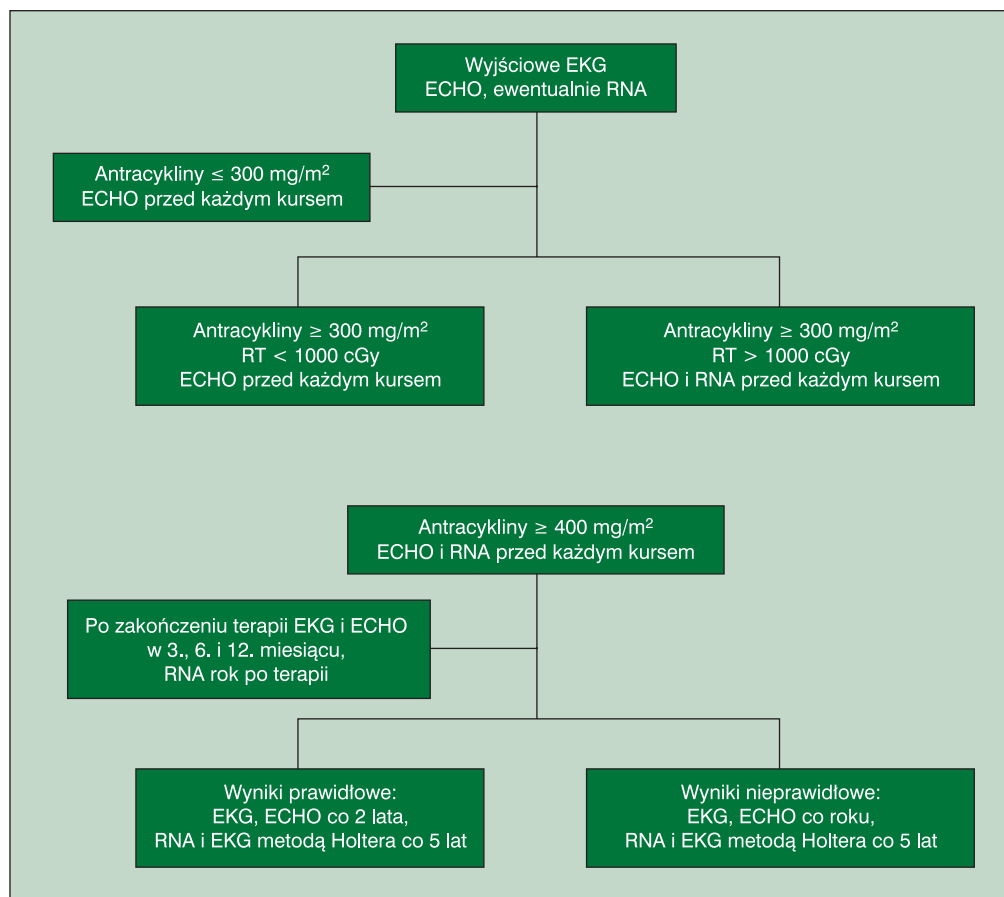 Wyjściowe EKG
ECHO, ewentualnie RNA
Antracykliny ≤ 300 mg/m²
ECHO przed każdym kursem
Antracykliny ≥ 300 mg/m²
RT < 1000 cGy
ECHO przed każdym kursem
Antracykliny ≥ 300 mg/m²
RT > 1000 cGy
ECHO i RNA przed każdym kursem
Antracykliny ≥ 400 mg/m²
ECHO i RNA przed każdym kursem
Po zakończeniu terapii EKG i ECHO
w 3., 6. i 12. miesiącu,
RNA rok po terapii
Wyniki prawidłowe:
EKG, ECHO co 2 lata,
RNA i EKG metodą Holtera co 5 lat
Wyniki nieprawidłowe:
EKG, ECHO co roku,
RNA i EKG metodą Holtera co 5 lat